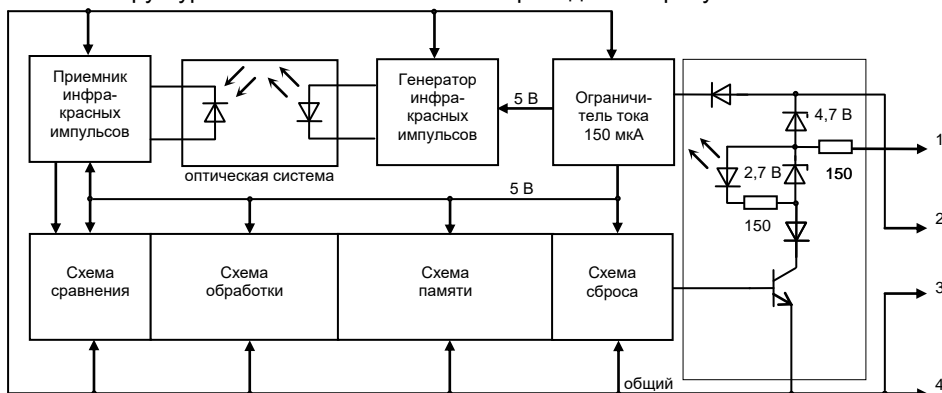 Приемник
инфра-
красных
импульсов
оптическая система
Генератор
инфра-
красных
импульсов
5 В
Ограничи-
тель тока
150 мкА
4,7 В
2,7 В
150
150
1
2
3
4
5 В
Схема
сравнения
Схема
обработки
Схема
памяти
Схема
сброса
общий